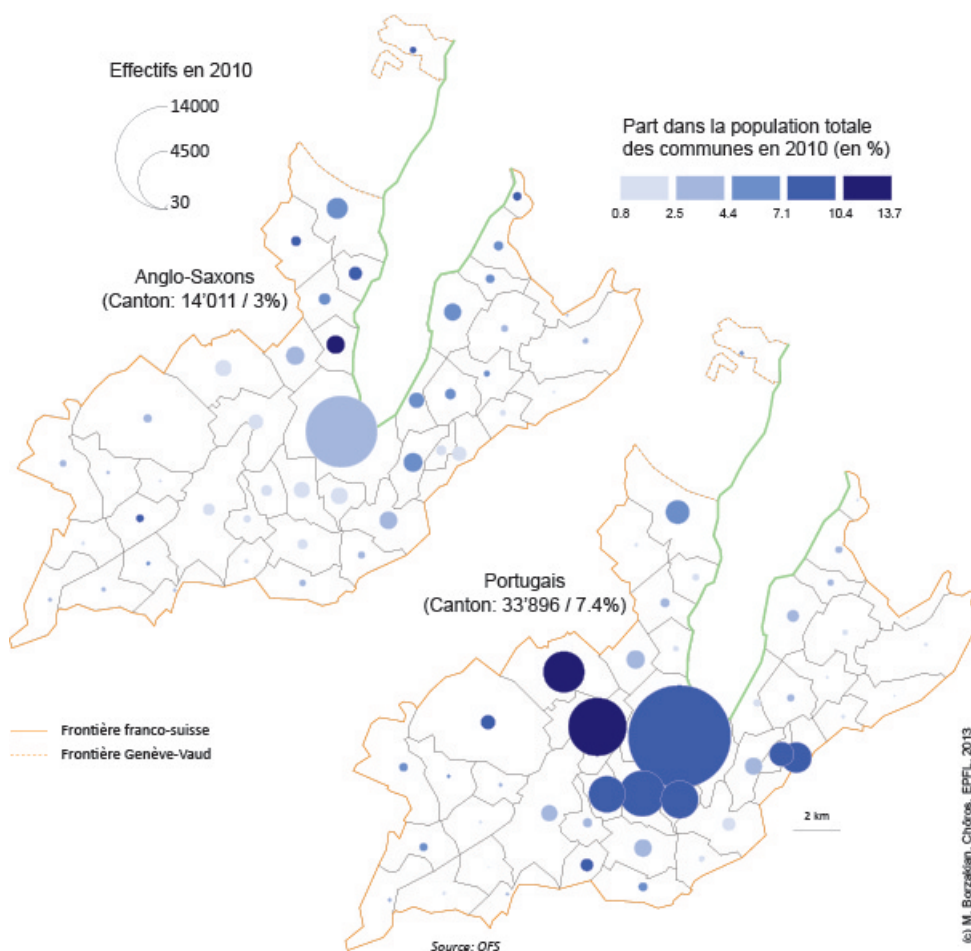 Effectifs en 2010
14000
4500
30
Part dans la population totale
des communes en 2010 (en %)
0.8
2.5
4.4
7.1
10.4
13.7
Anglo-Saxons
(Canton: 14'011 / 3%)
Portugais
(Canton: 33'896 / 7.4%)
Frontière franco-suisse
Frontière Genève-Vaud
2 km
Source: OFS
(c) M. Borzakian, Chôros, EPFL, 2013